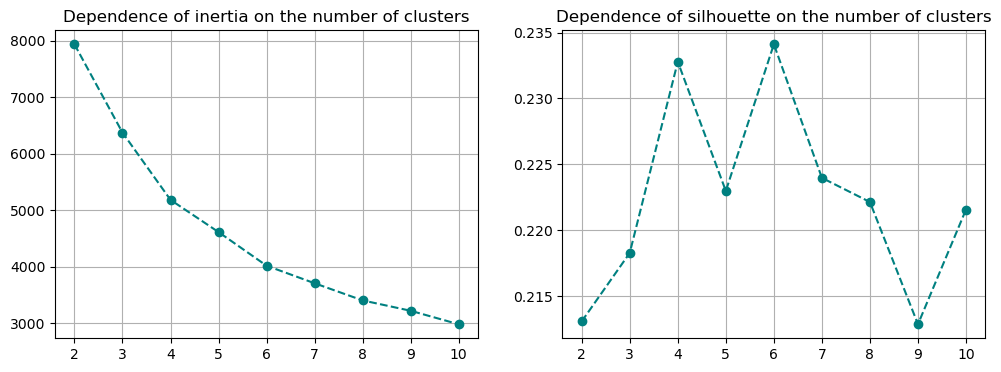 Dependence of inertia on the number of clusters
8000
7000
6000
5000
4000
3000
2 3 4 5 6 7 8 9 10
Dependence of silhouette on the number of clusters
0.235
0.230
0.225
0.220
0.215
2 3 4 5 6 7 8 9 10